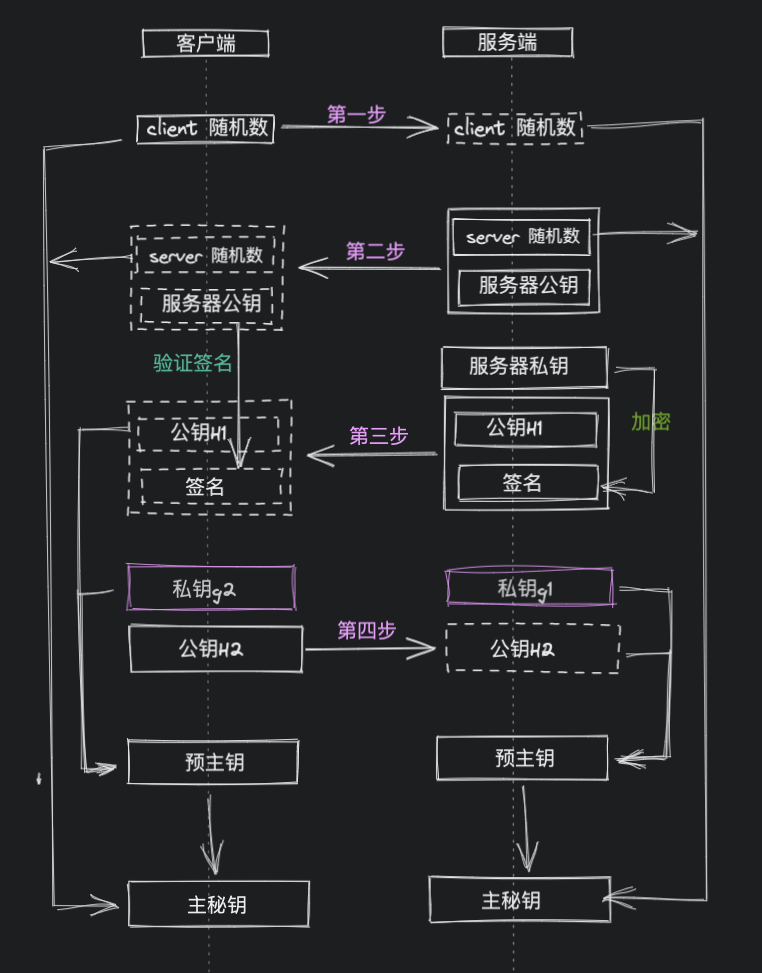 客户端
服务端
client 随机数
第一步
client 随机数
server 随机数
服务器公钥
第二步
server 随机数
服务器公钥
验证签名
服务器私钥
加密
公钥H1
签名
第三步
公钥H1
签名
私钥g2
私钥g1
公钥H2
第四步
公钥H2
预主钥
预主钥
主秘钥
主秘钥